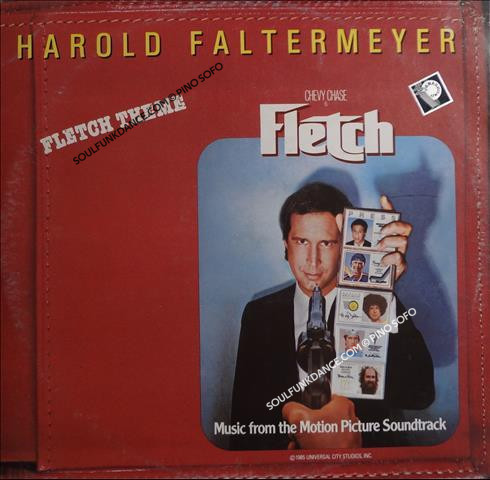 HAROLD FALTERMEYER
FLETCH THEME
SOULFUNKDANCE.COM © PINO SOFO
CHEVY CHASE
IS
Fletch
PRESS
SOULFUNKDANCE.COM © PINO SOFO
Music from the Motion Picture Soundtrack
© 1985 UNIVERSAL CITY STUDIOS, INC.